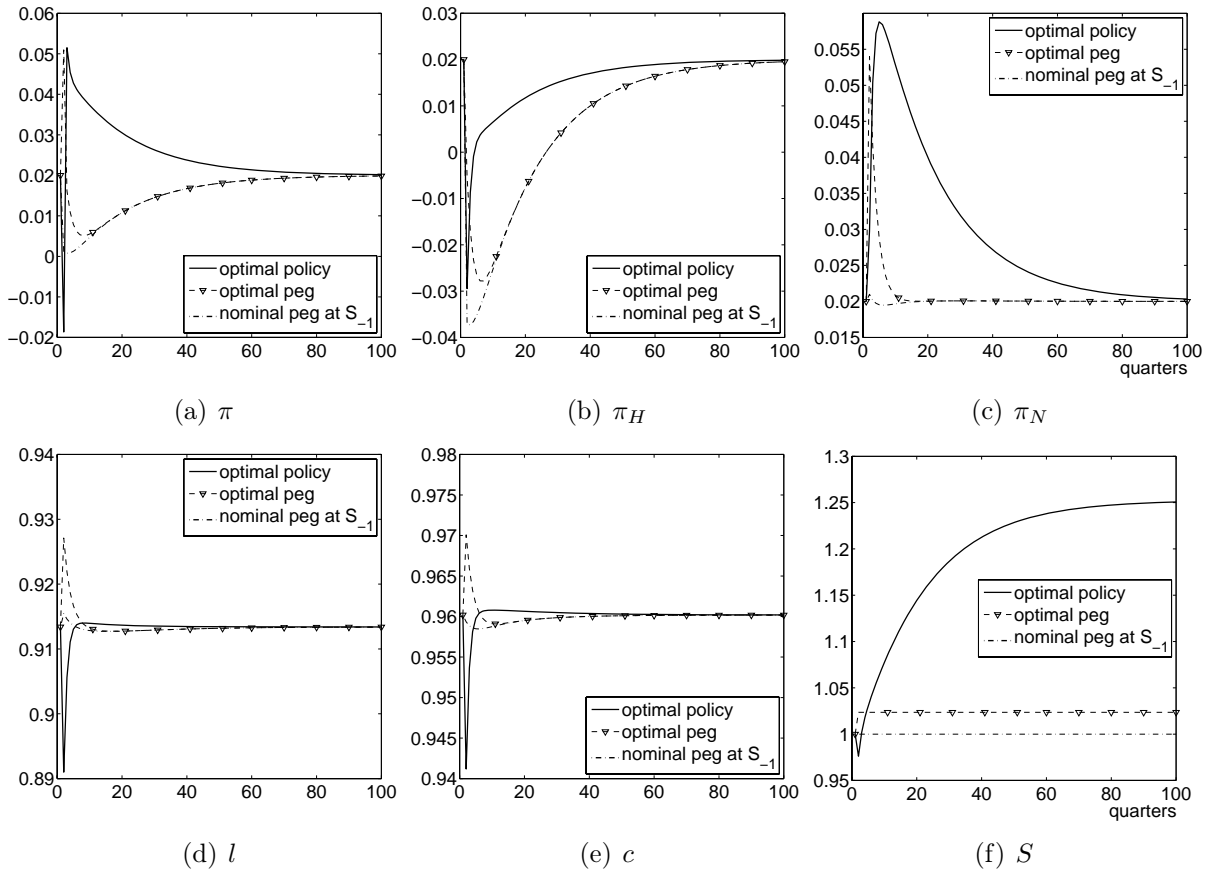 0.06
0.05
0.04
0.03
0.02
0.01
0
−0.01
−0.02
0 20 40 60 80 100
optimal policy
optimal peg
nominal peg at S−1
(a) π
0.03
0.02
0.01
0
−0.01
−0.02
−0.03
−0.04
0 20 40 60 80 100
optimal policy
optimal peg
nominal peg at S−1
(b) πH
0.055
0.05
0.045
0.04
0.035
0.03
0.025
0.02
0.015
0 20 40 60 80 100
quarters
optimal policy
optimal peg
nominal peg at S−1
(c) πN
0.94
0.93
0.92
0.91
0.9
0.89
0 20 40 60 80 100
optimal policy
optimal peg
nominal peg at S−1
(d) l
0.98
0.975
0.97
0.965
0.96
0.955
0.95
0.945
0.94
0 20 40 60 80 100
optimal policy
optimal peg
nominal peg at S−1
(e) c
1.3
1.25
1.2
1.15
1.1
1.05
1
0.95
0 20 40 60 80 100
quarters
optimal policy
optimal peg
nominal peg at S−1
(f) S